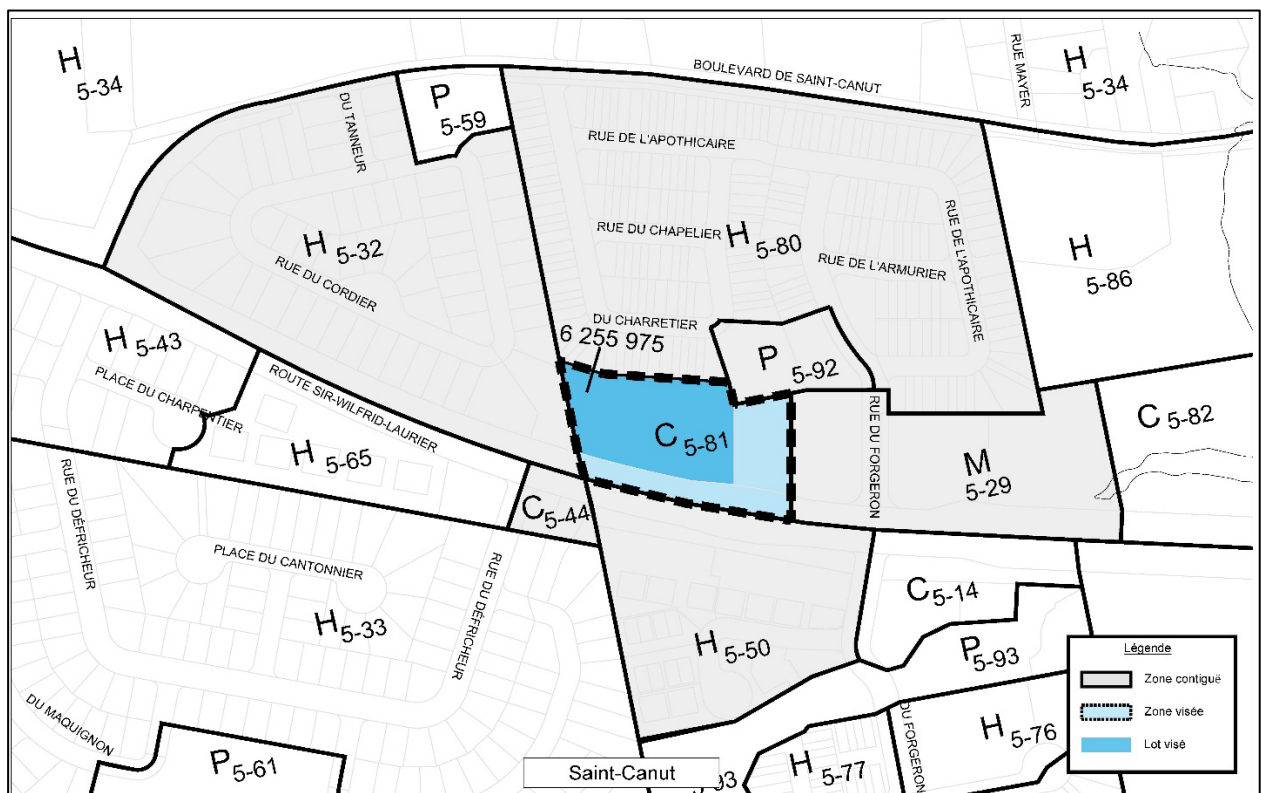 H 5-34
BOULEVARD DE SAINT-CANUT
RUE MAYER
H 5-34
P 5-59
DU TANNEUR
RUE DE L'APOTHICAIRE
RUE DU CHAPELIER
H 5-80
RUE DE L'ARMURIER
RUE DE L'APOTHICAIRE
H 5-86
H 5-32
RUE DU CORDIER
DU CHARRETIER
6 255 975
P 5-92
H 5-43
PLACE DU CHARPENTIER
ROUTE SIR-WILFRID-LAURIER
H 5-65
C 5-81
RUE DU FORGERON
M 5-29
C 5-82
C 5-44
RUE DU DÉFRICHEUR
PLACE DU CANTONNIER
H 5-33
RUE DU DÉFRICHEUR
H 5-50
C 5-14
P 5-93
DU MAQUIGNON
P 5-61
DU FORGERON
H 5-76
H 5-77
Saint-Canut
Légende
Zone contiguë
Zone visée
Lot visé